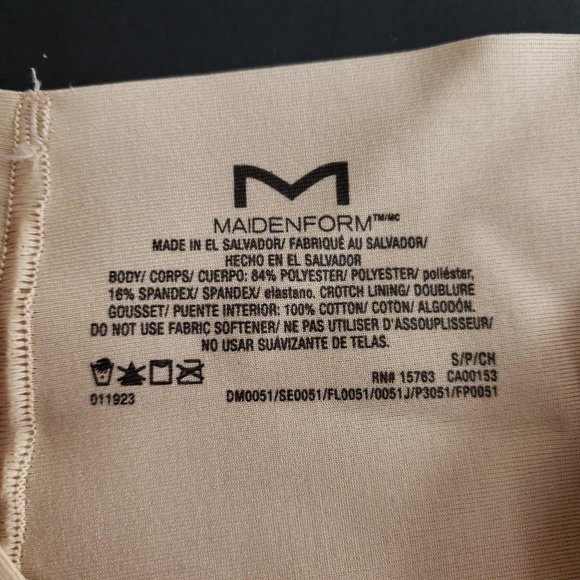 M
MAIDENFORM™/MC
MADE IN EL SALVADOR/ FABRIQUÉ AU SALVADOR/
HECHO EN EL SALVADOR
BODY/ CORPS/ CUERPO: 84% POLYESTER/ POLYESTER/ poliéster,
16% SPANDEX/ SPANDEX/ elastano. CROTCH LINING/ DOUBLURE
GOUSSET/ PUENTE INTERIOR: 100% COTTON/ COTON/ ALGODÓN.
DO NOT USE FABRIC SOFTENER/ NE PAS UTILISER D'ASSOUPLISSEUR/
NO USAR SUAVIZANTE DE TELAS.
S/P/CH
RN# 15763 CA00153
011923 DM0051/SE0051/FL0051/0051J/P3051/FP0051